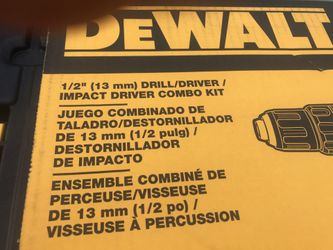 DEWALT
1/2" (13 mm) DRILL/DRIVER /
IMPACT DRIVER COMBO KIT
JUEGO COMBINADO DE
TALADRO/DESTORNILLADOR
DE 13 mm (1/2 pulg) /
DESTORNILLADOR
DE IMPACTO
ENSEMBLE COMBINÉ DE
PERCEUSE/VISSEUSE
DE 13 mm (1/2 po) /
VISSEUSE À PERCUSSION